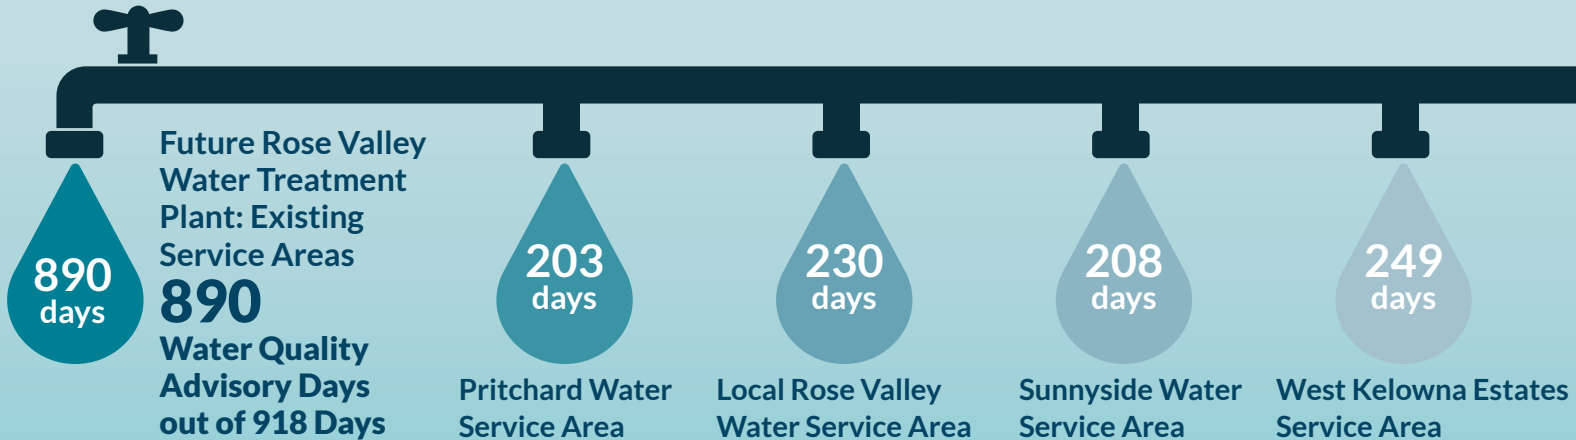 890
days
Future Rose Valley
Water Treatment
Plant: Existing
Service Areas
890
Water Quality
Advisory Days
out of 918 Days
203
days
Pritchard Water
Service Area
230
days
Local Rose Valley
Water Service Area
208
days
Sunnyside Water
Service Area
249
days
West Kelowna Estates
Service Area